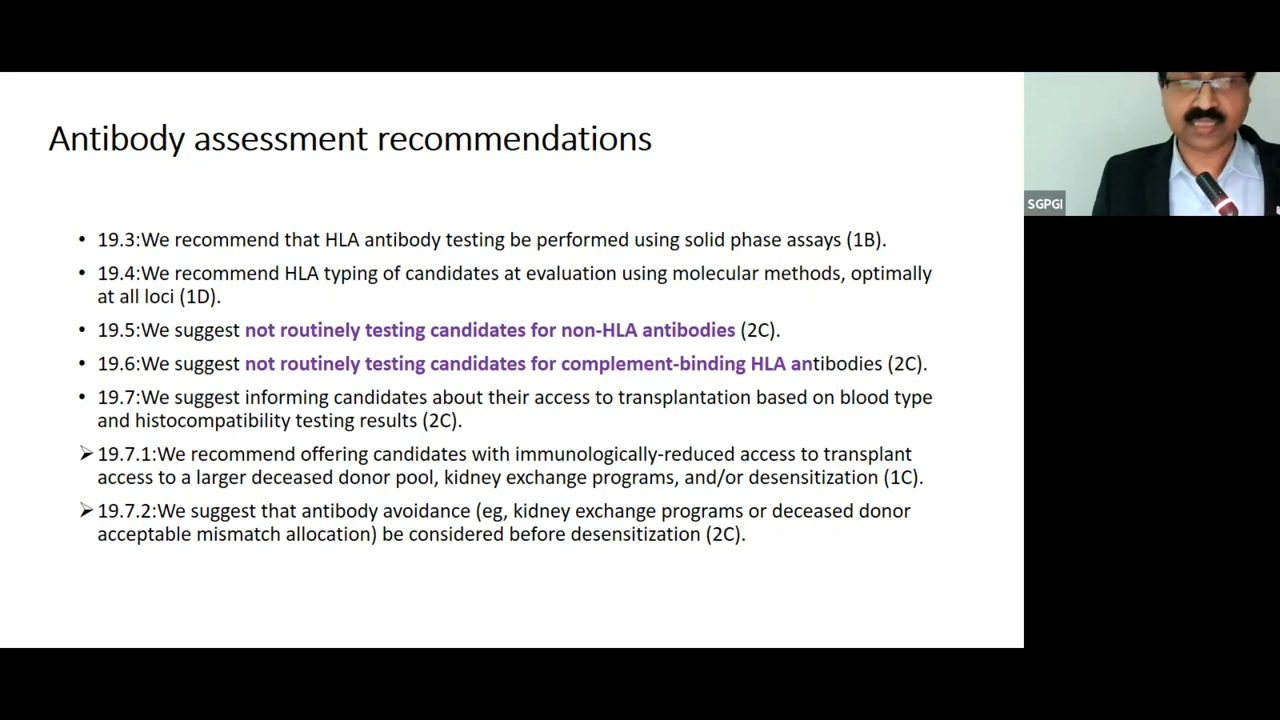 Antibody assessment recommendations
• 19.3:We recommend that HLA antibody testing be performed using solid phase assays (1B).
• 19.4:We recommend HLA typing of candidates at evaluation using molecular methods, optimally
at all loci (1D).
• 19.5:We suggest not routinely testing candidates for non-HLA antibodies (2C).
• 19.6:We suggest not routinely testing candidates for complement-binding HLA antibodies (2C).
• 19.7:We suggest informing candidates about their access to transplantation based on blood type
and histocompatibility testing results (2C).
➢ 19.7.1:We recommend offering candidates with immunologically-reduced access to transplant
access to a larger deceased donor pool, kidney exchange programs, and/or desensitization (1C).
➢ 19.7.2:We suggest that antibody avoidance (eg, kidney exchange programs or deceased donor
acceptable mismatch allocation) be considered before desensitization (2C).
SGPGI